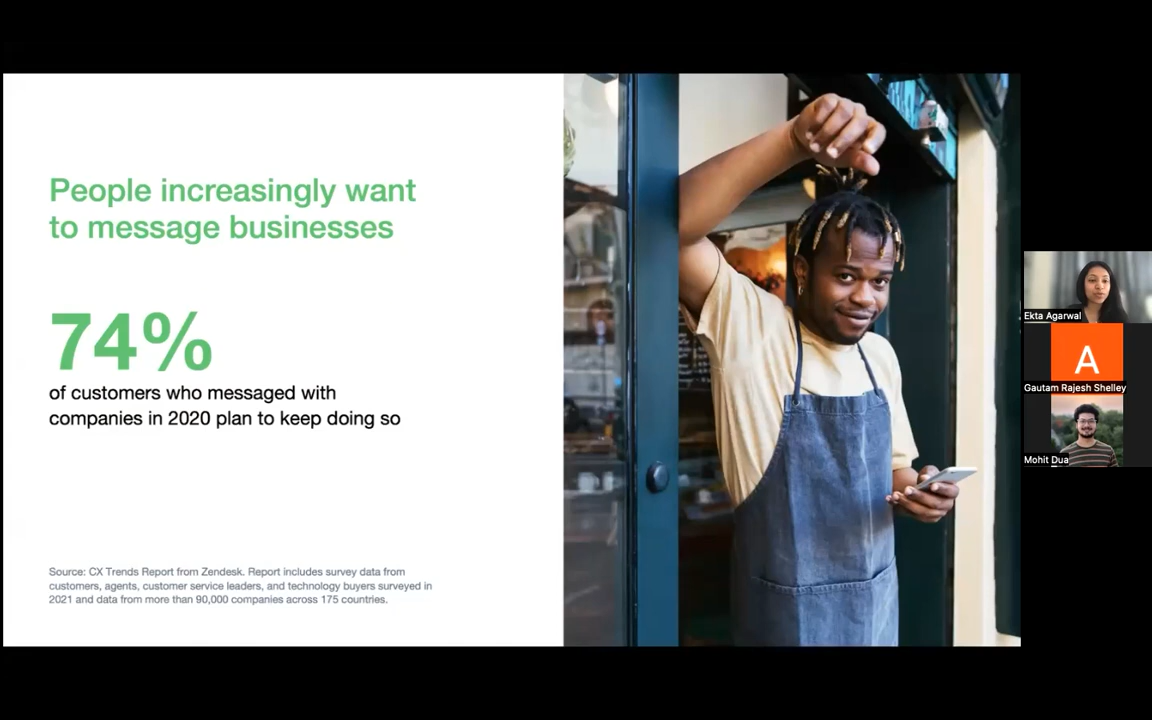 People increasingly want
to message businesses
74%
of customers who messaged with
companies in 2020 plan to keep doing so
Source: CX Trends Report from Zendesk. Report includes survey data from
customers, agents, customer service leaders, and technology buyers surveyed in
2021 and data from more than 90,000 companies across 175 countries.
Ekta Agarwal
A
Gautam Rajesh Shelley
Mohit Dua